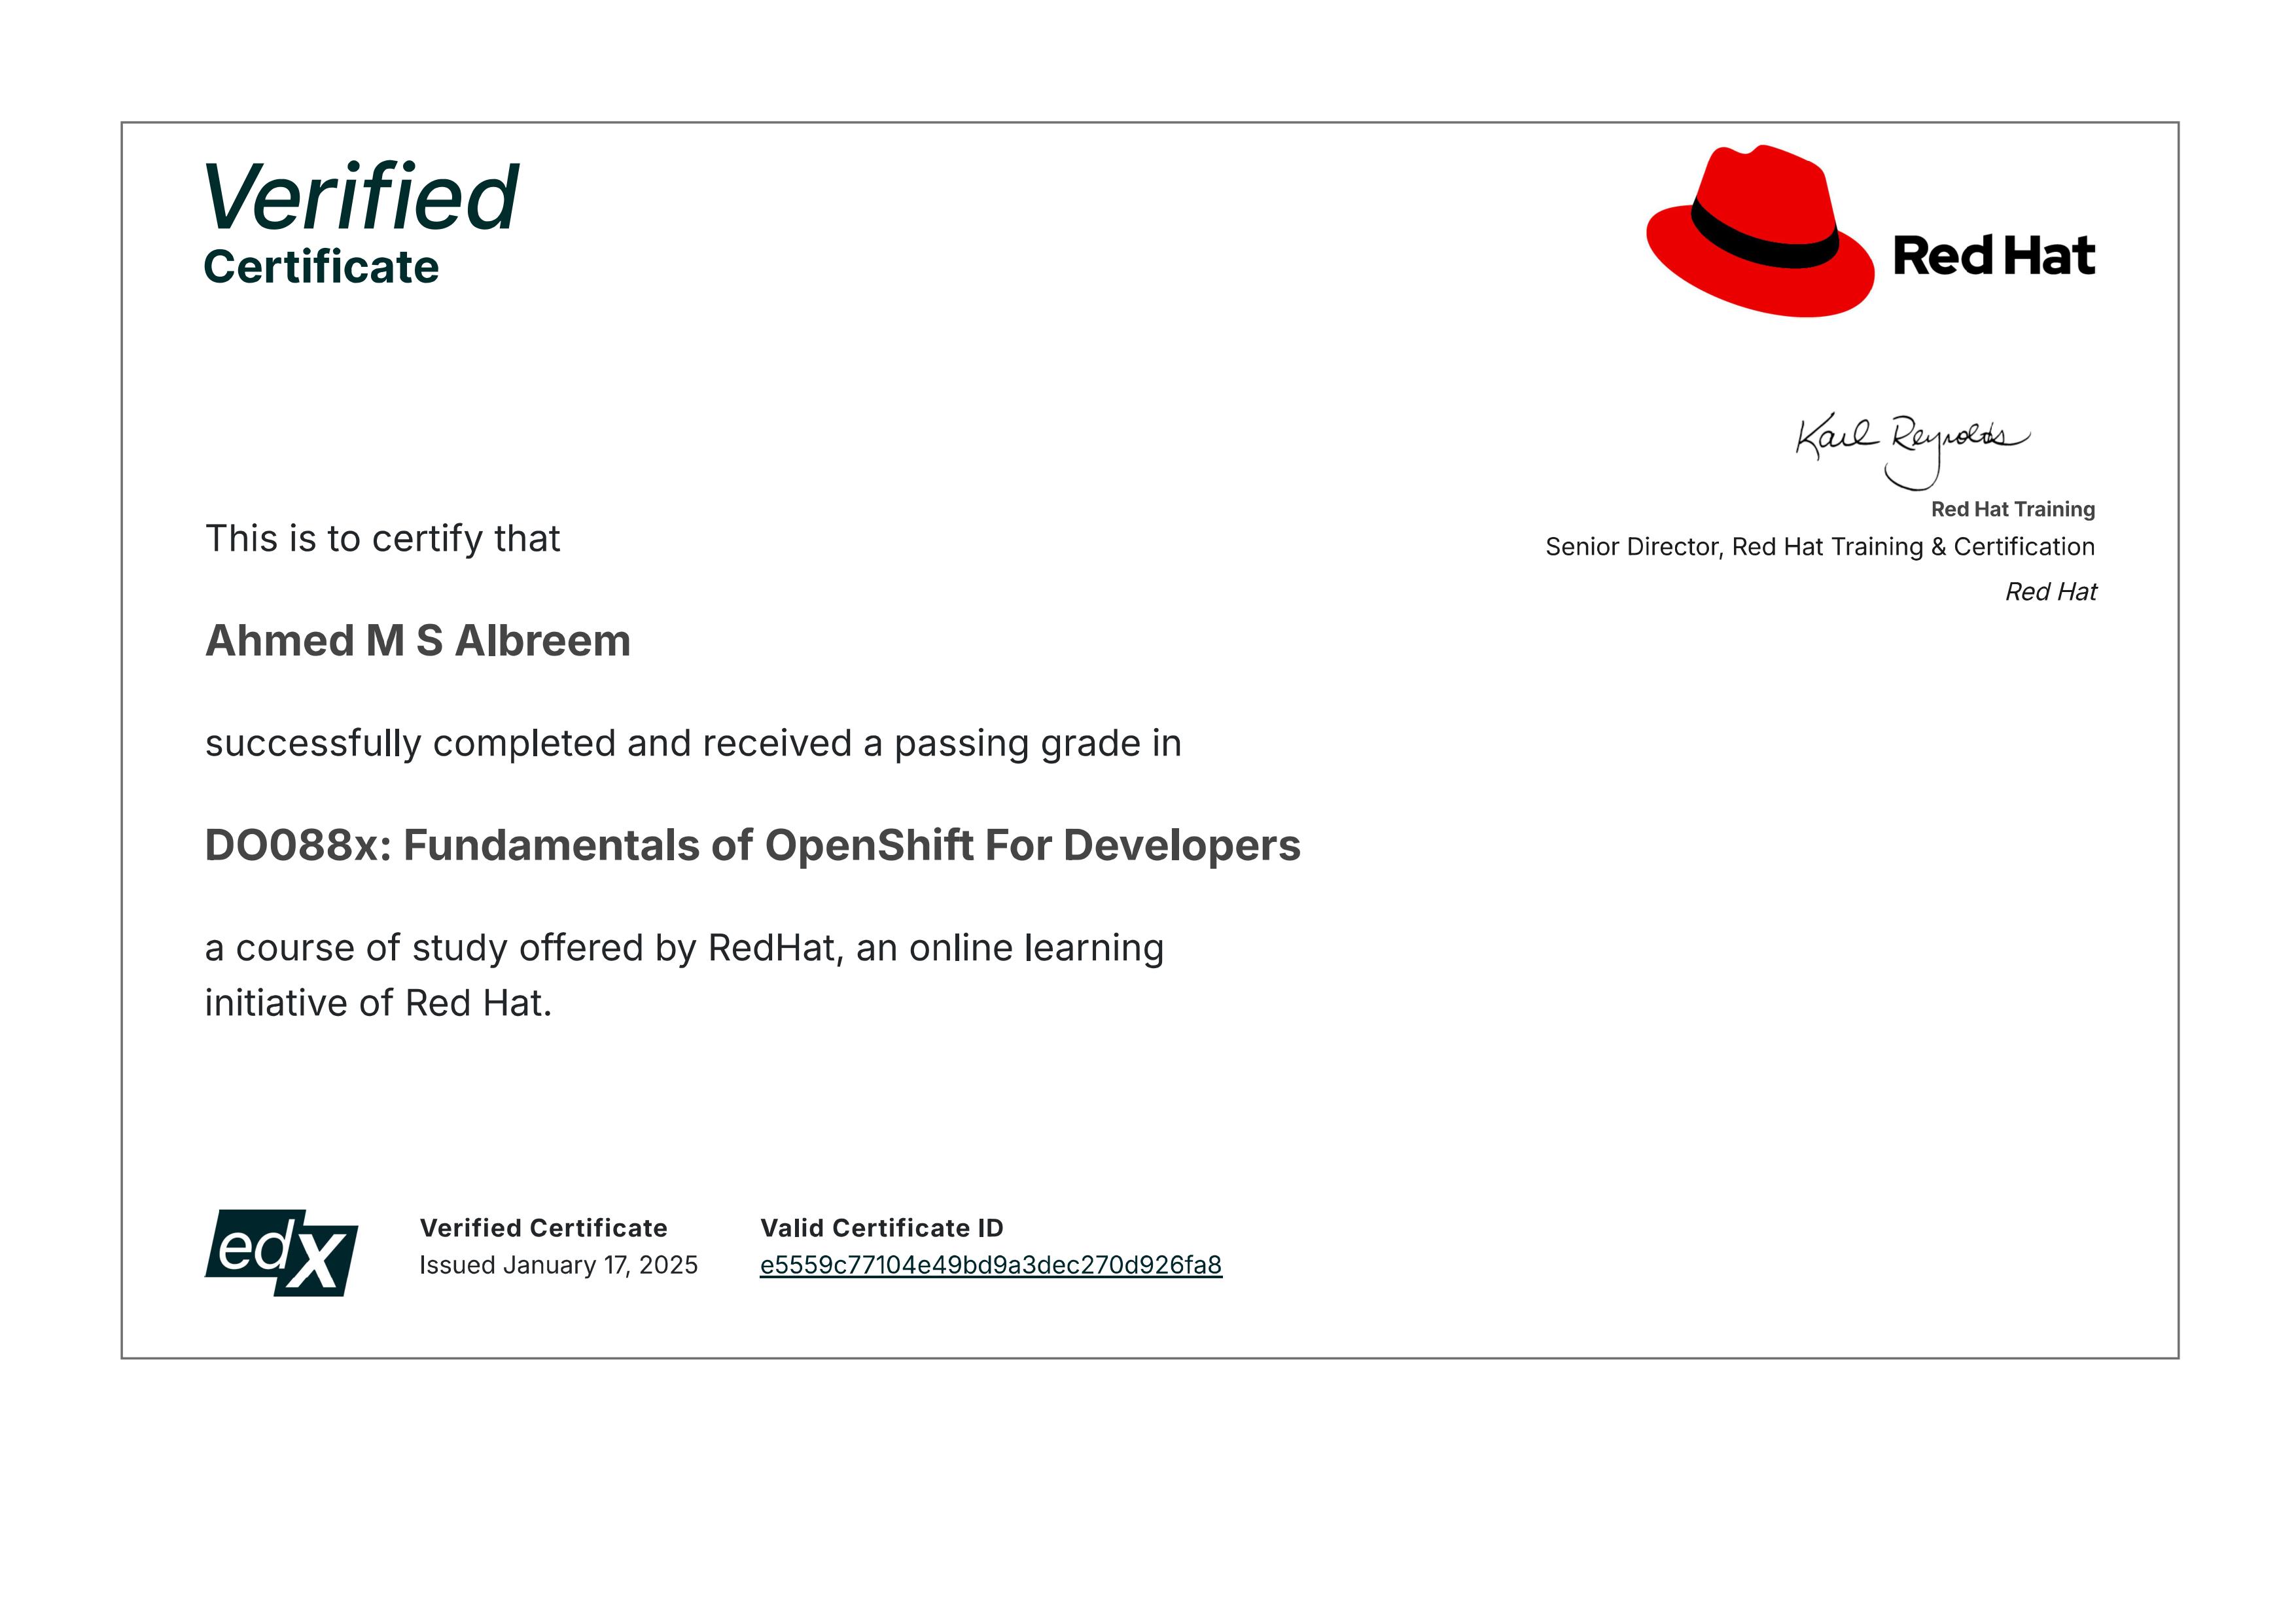 Verified
Certificate
Red Hat
Karl Reynolds
Red Hat Training
Senior Director, Red Hat Training & Certification
Red Hat
This is to certify that
Ahmed M S Albreem
successfully completed and received a passing grade in
DO088x: Fundamentals of OpenShift For Developers
a course of study offered by RedHat, an online learning
initiative of Red Hat.
edX
Verified Certificate
Issued January 17, 2025
Valid Certificate ID
e5559c77104e49bd9a3dec270d926fa8